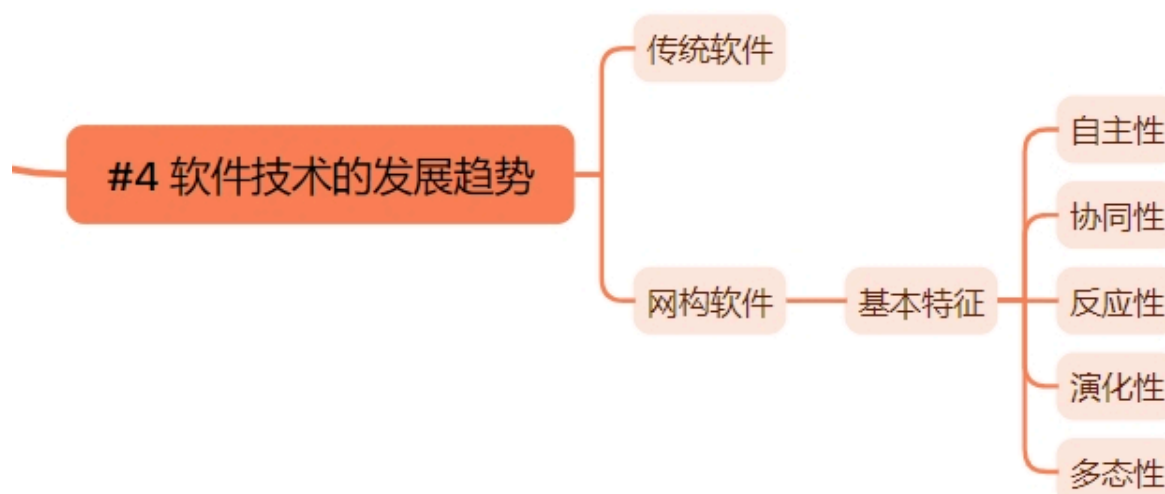 传统软件
#4 软件技术的发展趋势
网构软件
基本特征
自主性
协同性
反应性
演化性
多态性